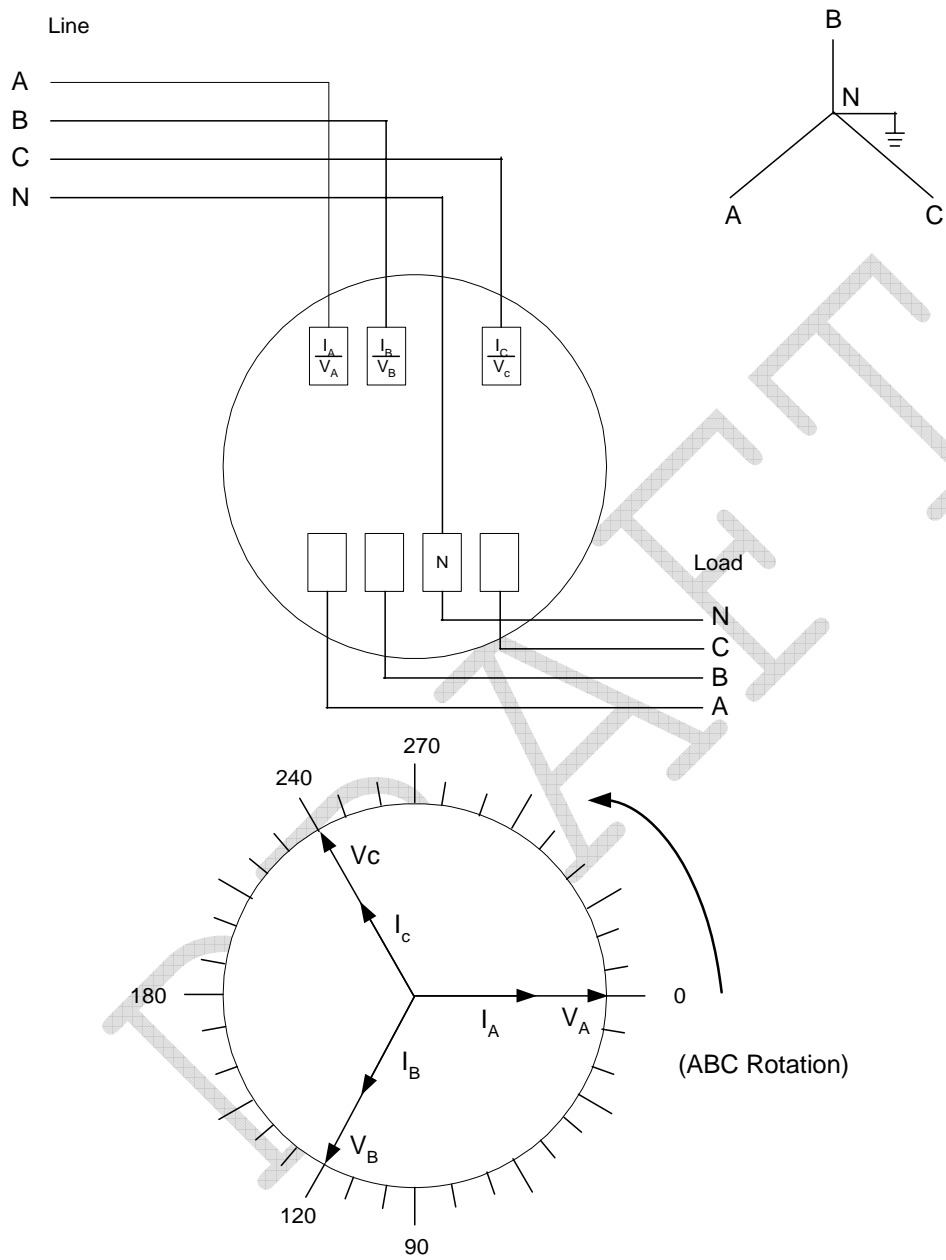 Line
A
B
C
N
B
N
A
C
I_A
V_A
I_B
V_B
I_C
V_c
N
Load
N
C
B
A
DRAFT
270
240
Vc
I_c
180
0
I_A
V_A
I_B
(ABC Rotation)
V_B
120
90